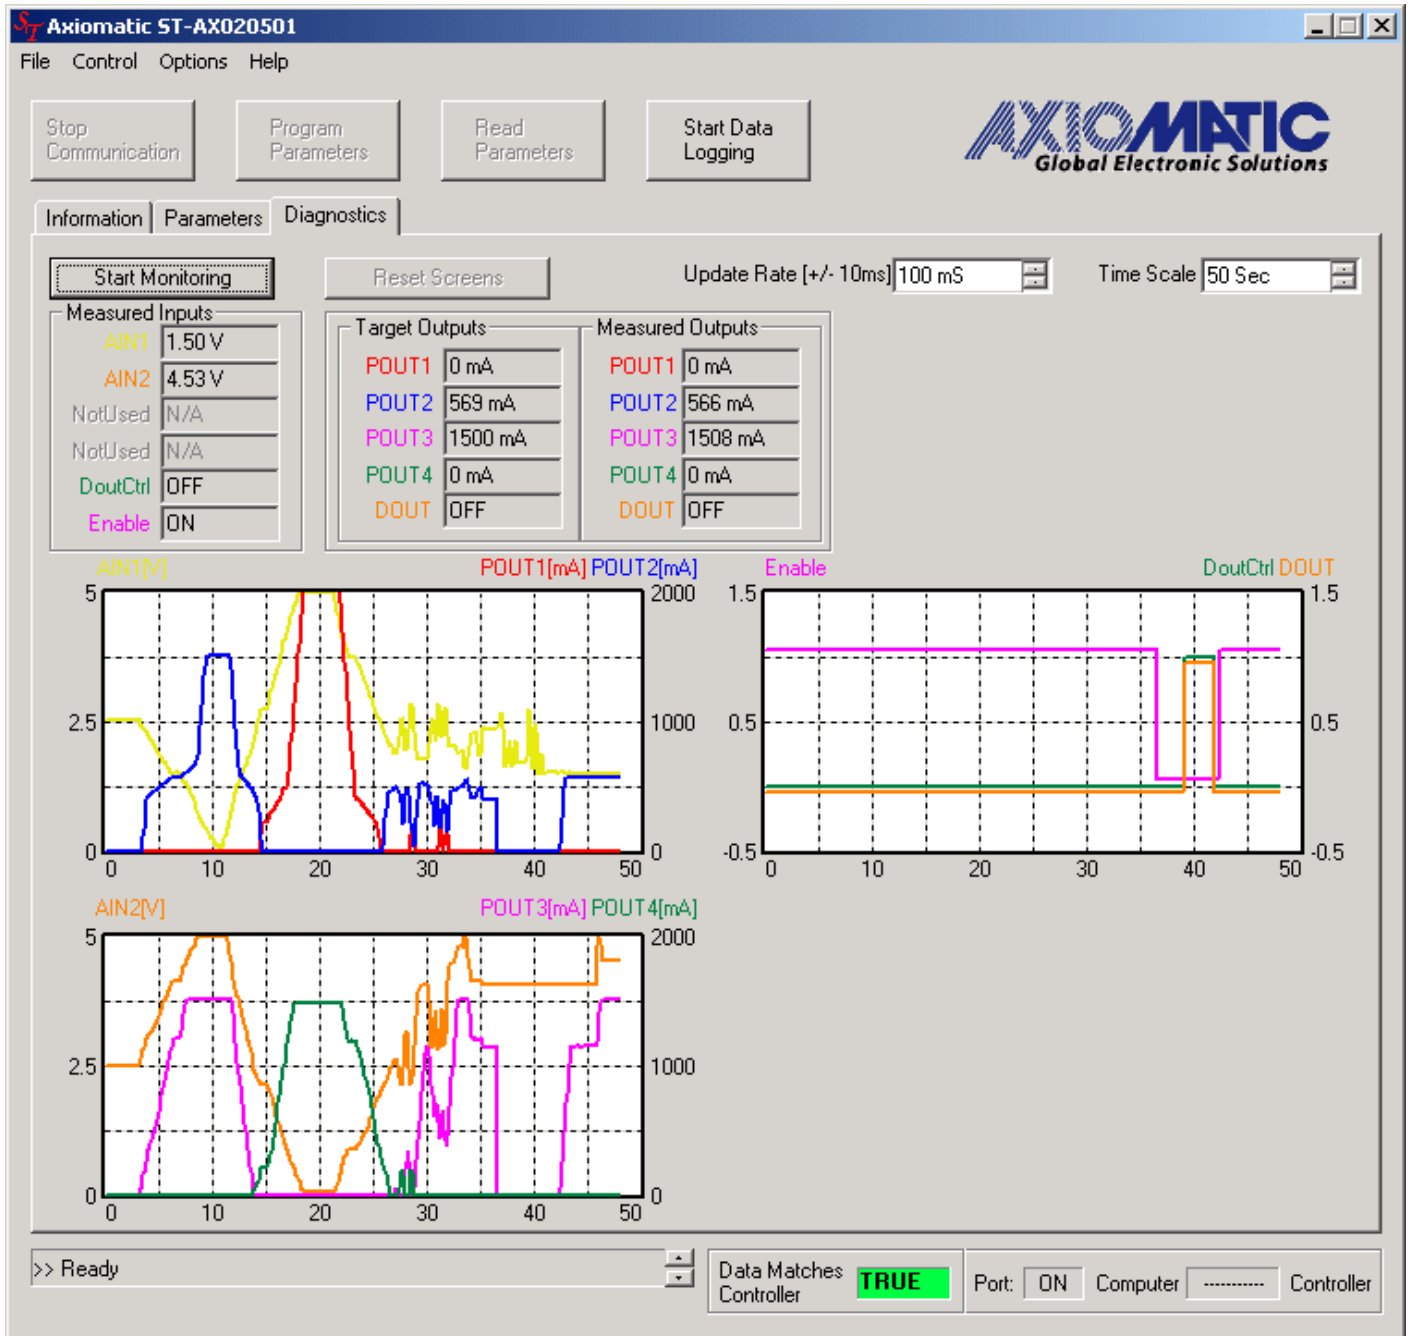 Axiomatic ST-AX020501
File Control Options Help
Stop Communication
Program Parameters
Read Parameters
Start Data Logging
AXIOMATIC
Global Electronic Solutions
Information Parameters Diagnostics
Start Monitoring
Reset Screens
Update Rate [+/- 10ms] 100 mS
Time Scale 50 Sec
Measured Inputs
AIN1 1.50 V
AIN2 4.53 V
NotUsed N/A
NotUsed N/A
DoutCtrl OFF
Enable ON
Target Outputs
POUT1 0 mA
POUT2 569 mA
POUT3 1500 mA
POUT4 0 mA
DOUT OFF
Measured Outputs
POUT1 0 mA
POUT2 566 mA
POUT3 1508 mA
POUT4 0 mA
DOUT OFF
AIN1[V] POUT1[mA] POUT2[mA]
5 2000
2.5 1000
0 0
0 10 20 30 40 50
Enable DoutCtrl DOUT
1.5 1.5
0.5 0.5
-0.5 -0.5
0 10 20 30 40 50
AIN2[V] POUT3[mA] POUT4[mA]
5 2000
2.5 1000
0 0
0 10 20 30 40 50
>> Ready
Data Matches Controller TRUE
Port: ON Computer ----------- Controller